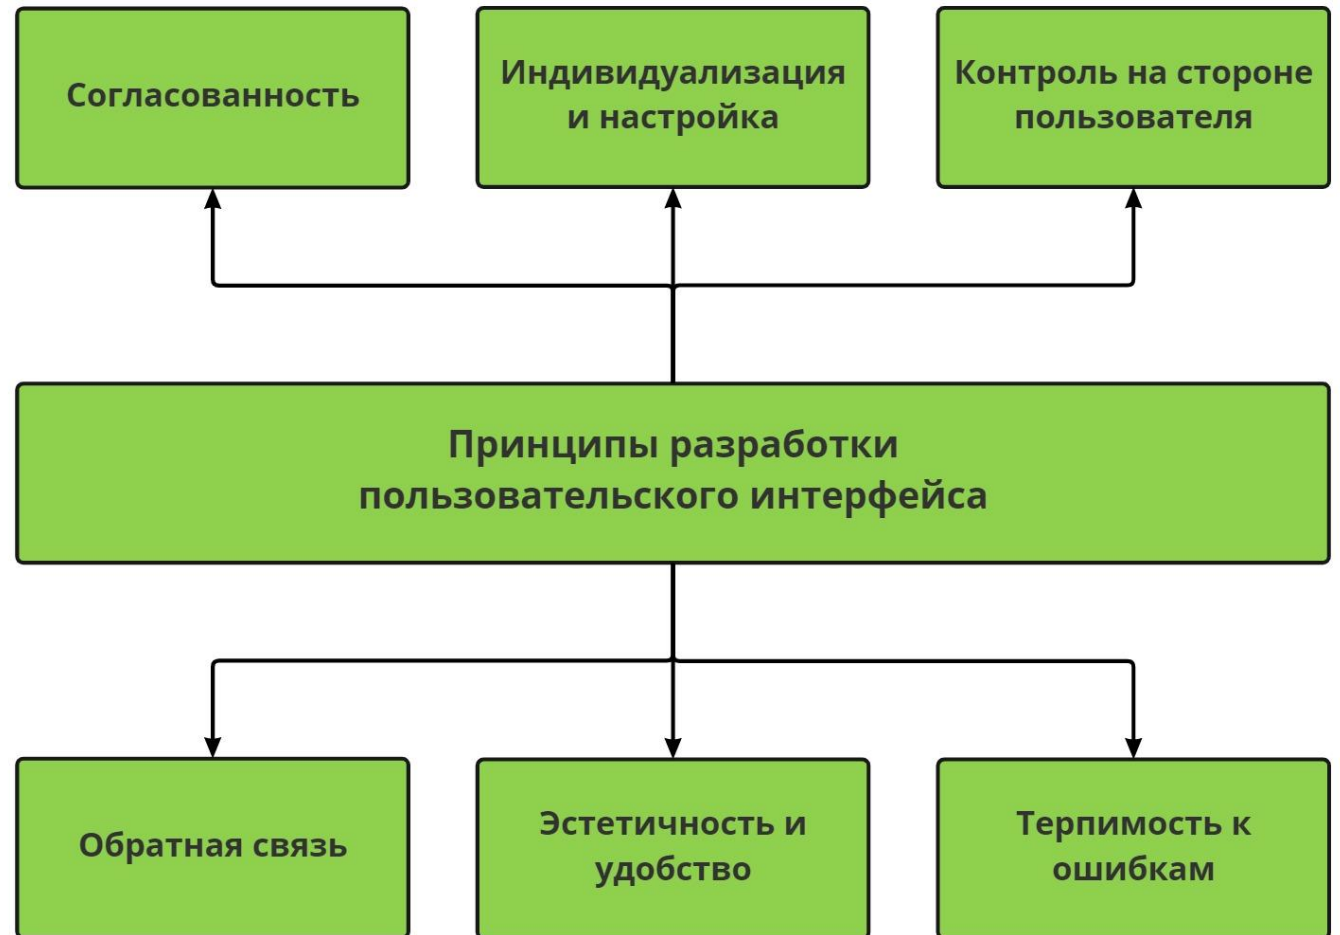 Согласованность
Индивидуализация
и настройка
Контроль на стороне
пользователя
Принципы разработки
пользовательского интерфейса
Обратная связь
Эстетичность и
удобство
Терпимость к
ошибкам